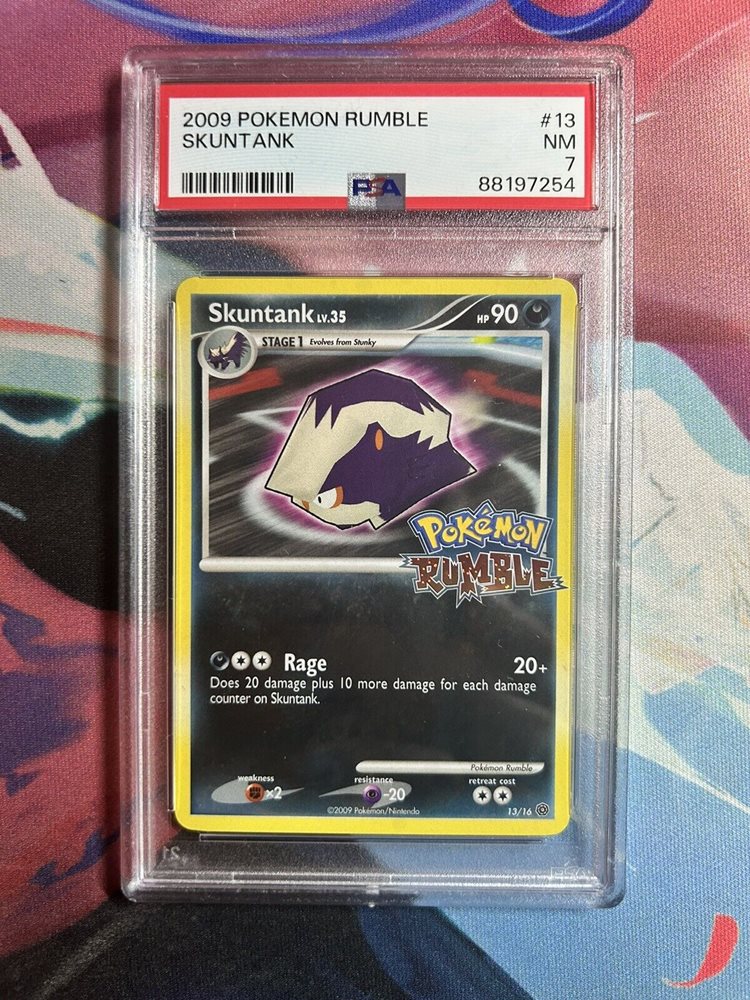 2009 POKEMON RUMBLE #13
SKUNTANK NM
7
PSA 88197254
Skuntank LV.35 HP 90
STAGE 1 Evolves from Stunky
POKéMON
RUMBLE
Rage 20+
Does 20 damage plus 10 more damage for each damage
counter on Skuntank.
Pokémon Rumble
weakness resistance retreat cost
×2 -20
©2009 Pokémon/Nintendo 13/16